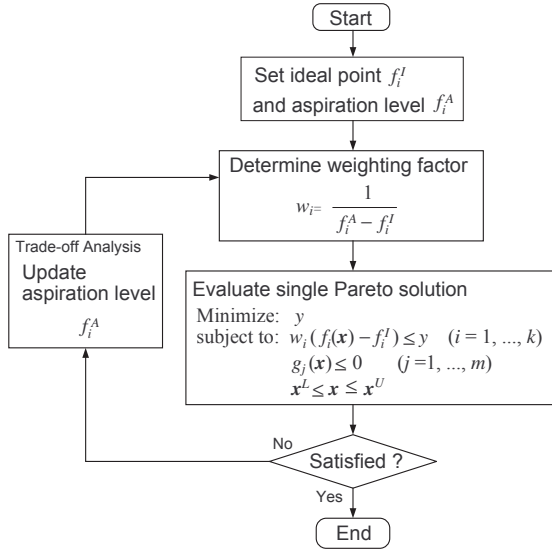 Start
Set ideal point f_i^I
and aspiration level f_i^A
Determine weighting factor
w_i= 1 / (f_i^A − f_i^I)
Trade-off Analysis
Update
aspiration level
f_i^A
Evaluate single Pareto solution
Minimize: y
subject to: w_i (f_i(x) − f_i^I) ≤ y (i = 1, ..., k)
g_j(x) ≤ 0 (j =1, ..., m)
x^L ≤ x ≤ x^U
No
Satisfied ?
Yes
End